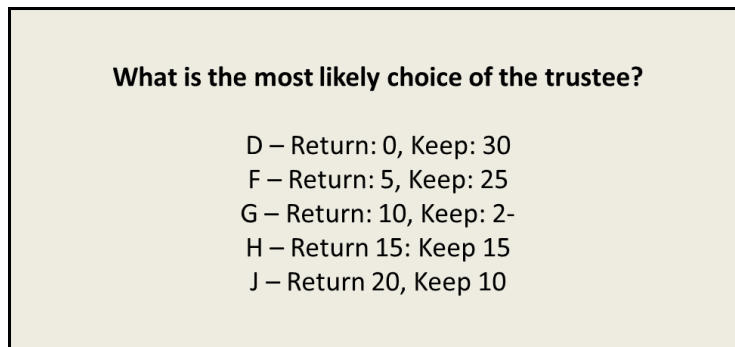 What is the most likely choice of the trustee?
D – Return: 0, Keep: 30
F – Return: 5, Keep: 25
G – Return: 10, Keep: 2-
H – Return 15: Keep 15
J – Return 20, Keep 10